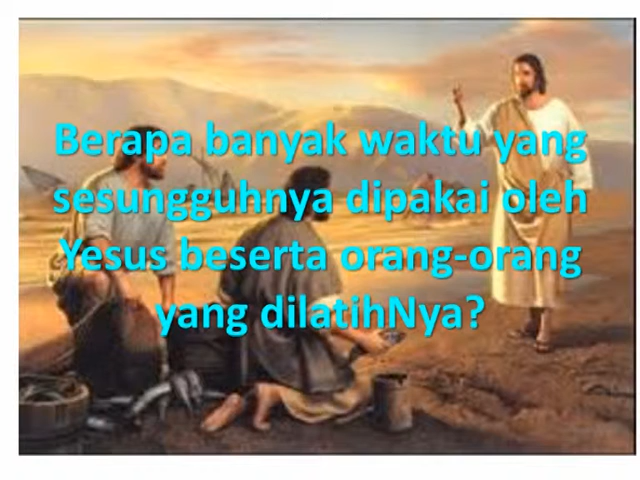 Berapa banyak waktu yang
sesungguhnya dipakai oleh
Yesus beserta orang-orang
yang dilatihNya?